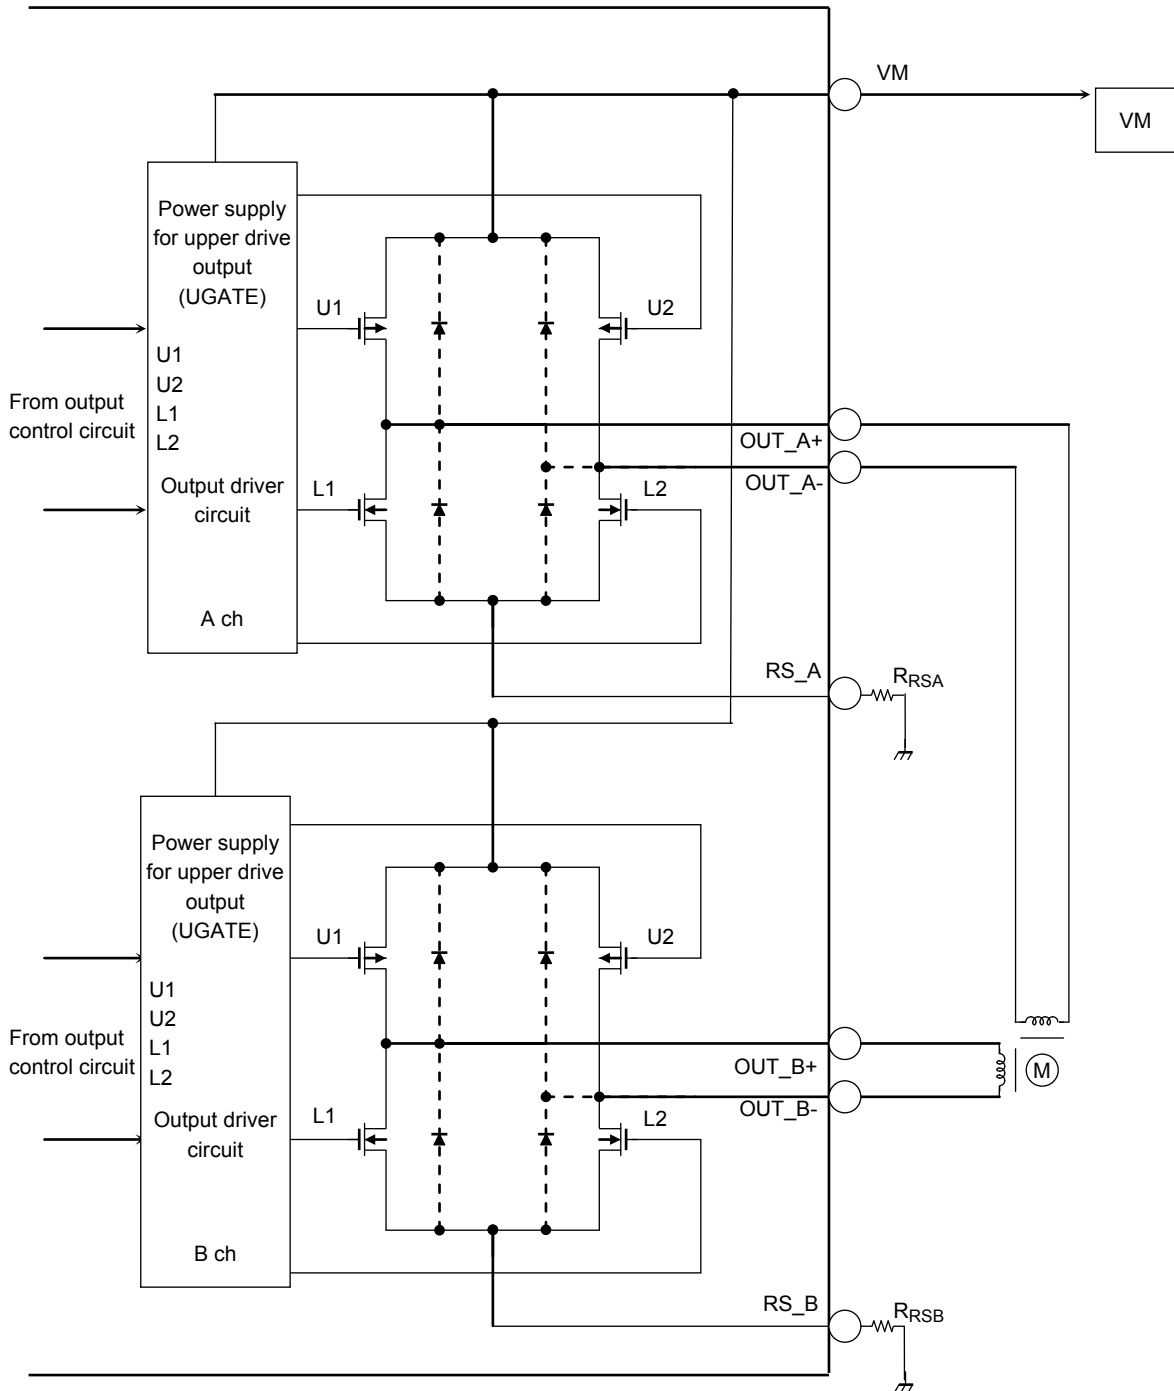 VM
VM
Power supply
for upper drive
output
(UGATE)
U1
U2
U1
U2
L1
L2
From output
control circuit
OUT_A+
OUT_A-
L1
L2
Output driver
circuit
A ch
RS_A
RRSA
Power supply
for upper drive
output
(UGATE)
U1
U2
U1
U2
L1
L2
From output
control circuit
OUT_B+
M
OUT_B-
L1
L2
Output driver
circuit
B ch
RS_B
RRSB